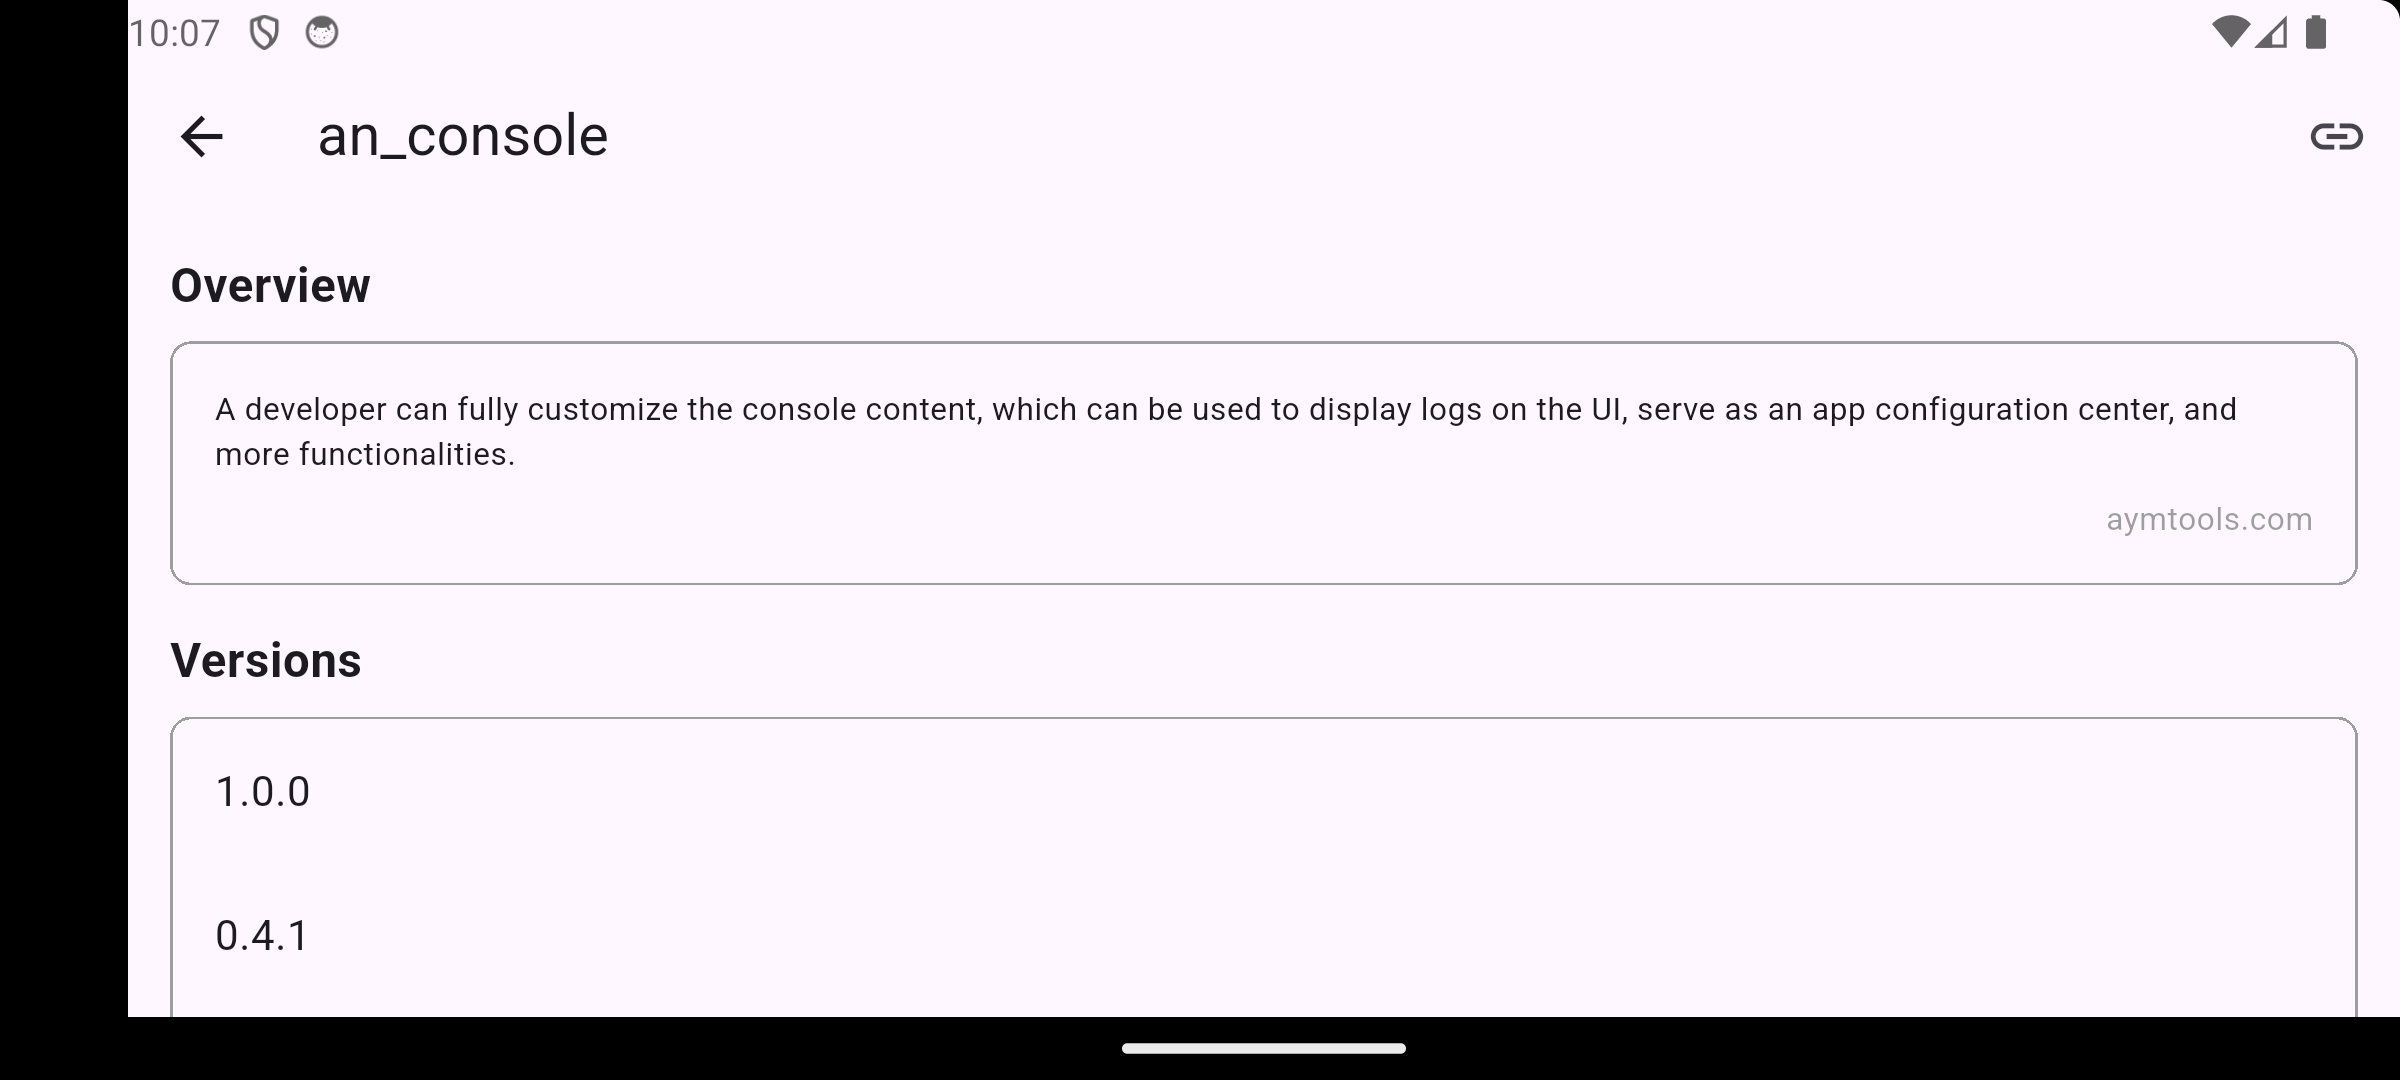 10:07
an_console
Overview
A developer can fully customize the console content, which can be used to display logs on the UI, serve as an app configuration center, and
more functionalities.
aymtools.com
Versions
1.0.0
0.4.1